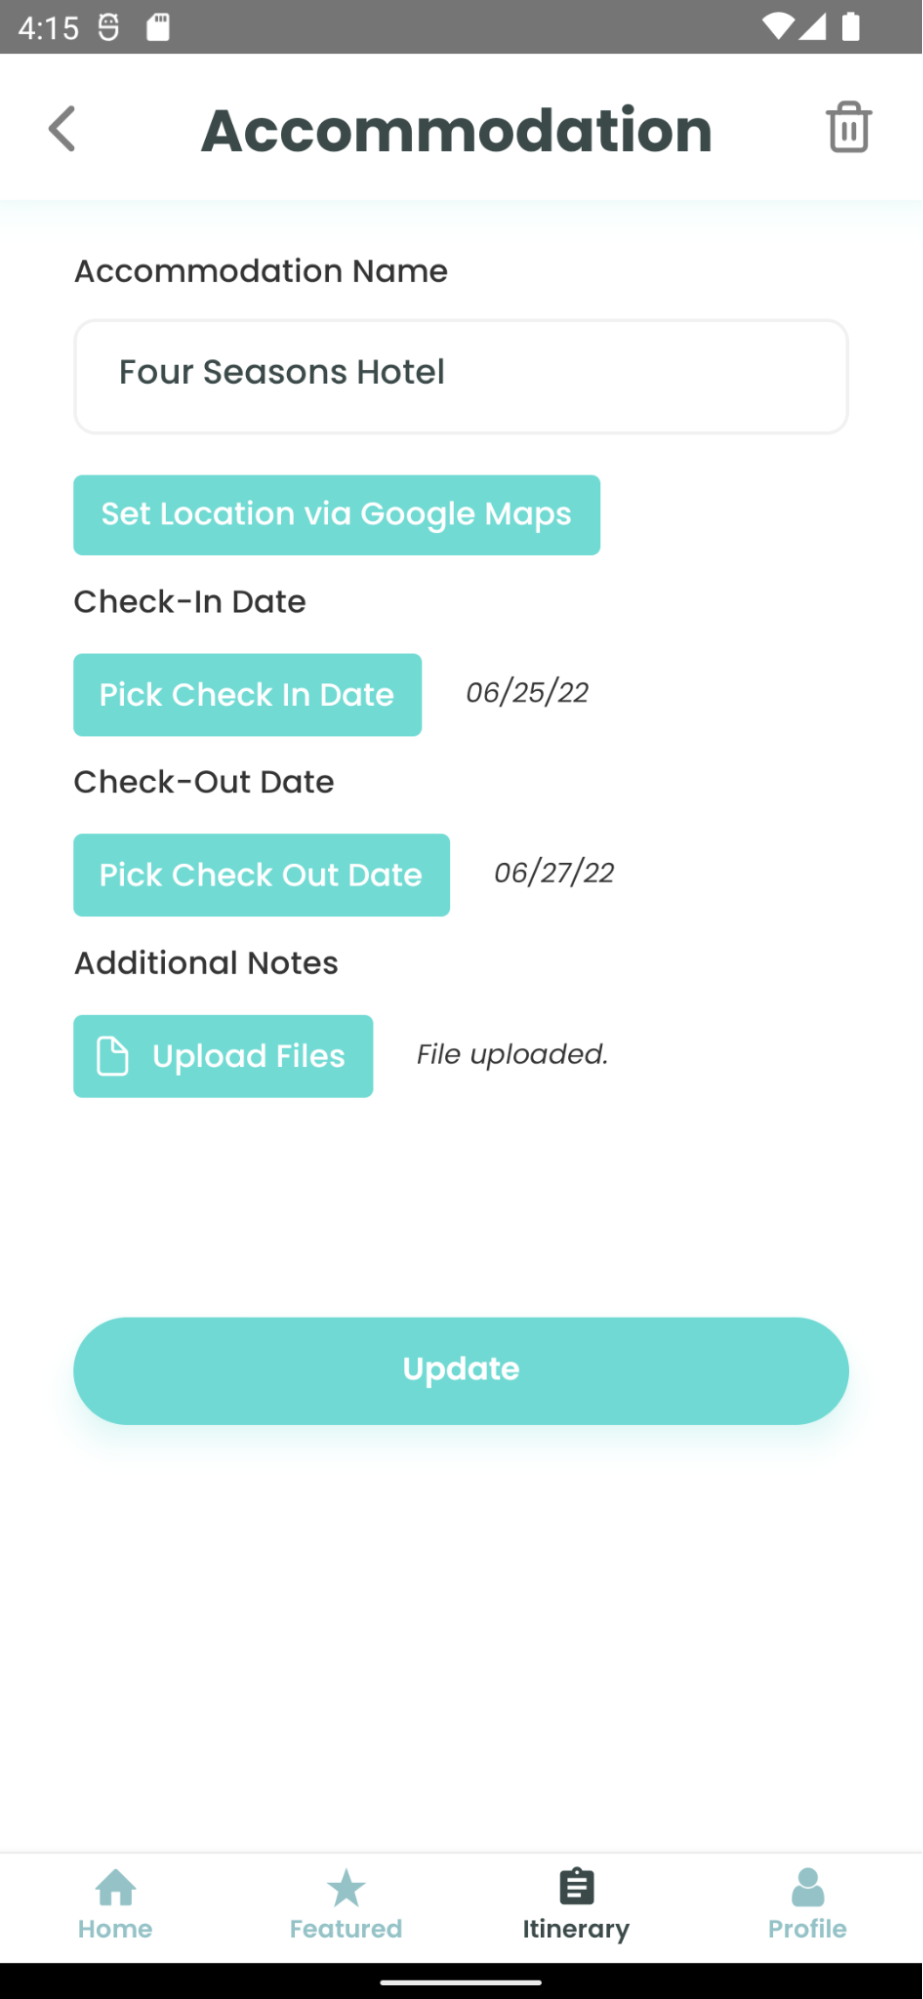 4:15
Accommodation
Accommodation Name
Four Seasons Hotel
Set Location via Google Maps
Check-In Date
Pick Check In Date
06/25/22
Check-Out Date
Pick Check Out Date
06/27/22
Additional Notes
Upload Files
File uploaded.
Update
Home
Featured
Itinerary
Profile